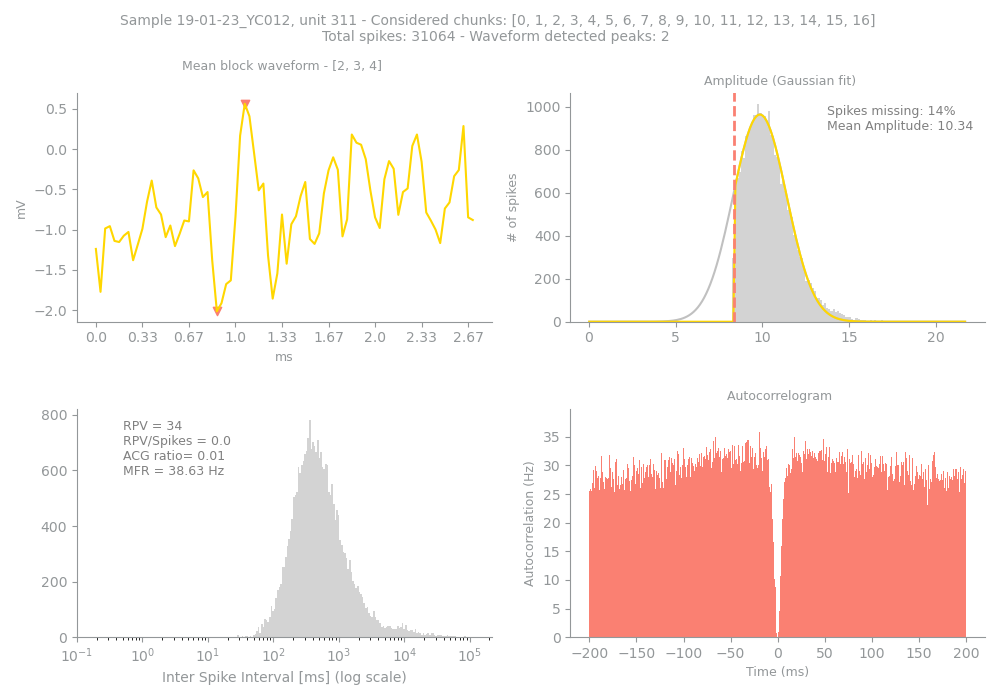 Sample 19-01-23_YC012, unit 311 - Considered chunks: [0, 1, 2, 3, 4, 5, 6, 7, 8, 9, 10, 11, 12, 13, 14, 15, 16]
Total spikes: 31064 - Waveform detected peaks: 2
Mean block waveform - [2, 3, 4]
0.5
0.0
−0.5
−1.0
−1.5
−2.0
mV
0.0 0.33 0.67 1.0 1.33 1.67 2.0 2.33 2.67
ms
Amplitude (Gaussian fit)
Spikes missing: 14%
Mean Amplitude: 10.34
1000
800
600
400
200
0
# of spikes
0 5 10 15 20
800
600
400
200
0
RPV = 34
RPV/Spikes = 0.0
ACG ratio= 0.01
MFR = 38.63 Hz
10⁻¹ 10⁰ 10¹ 10² 10³ 10⁴ 10⁵
Inter Spike Interval [ms] (log scale)
Autocorrelogram
35
30
25
20
15
10
5
0
Autocorrelation (Hz)
−200 −150 −100 −50 0 50 100 150 200
Time (ms)